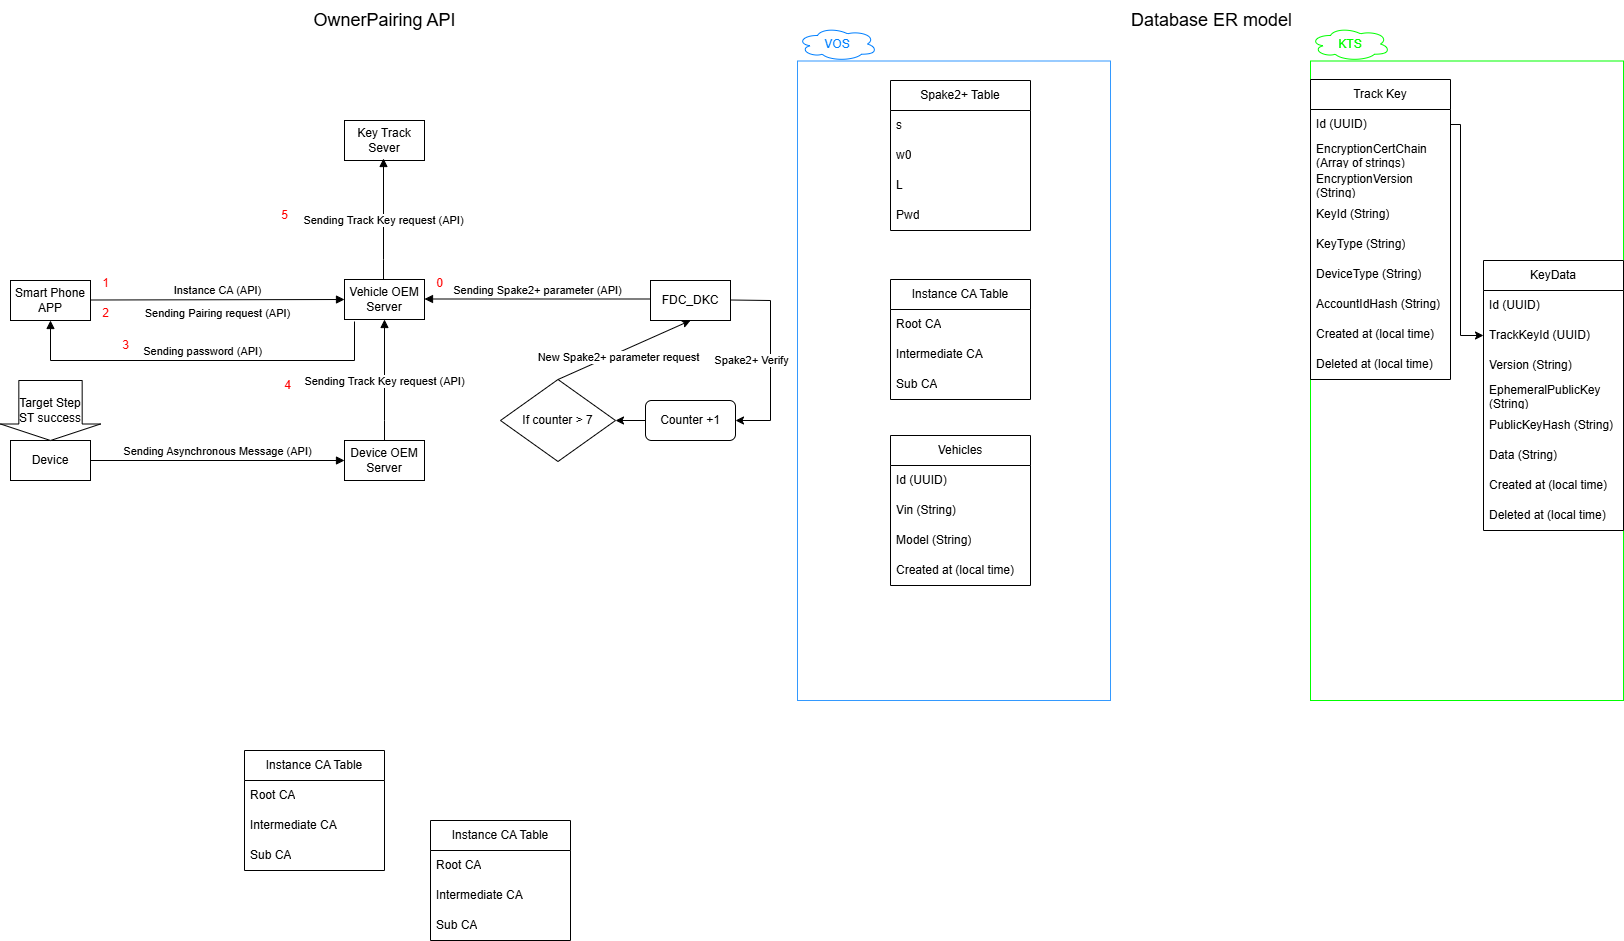 OwnerPairing API
Database ER model
VOS
KTS
Key Track
Sever
5
Sending Track Key request (API)
Smart Phone
APP
1
Instance CA (API)
2
Sending Pairing request (API)
3
Sending password (API)
Vehicle OEM
Server
0
Sending Spake2+ parameter (API)
FDC_DKC
New Spake2+ parameter request
Spake2+ Verify
If counter > 7
Counter +1
4
Sending Track Key request (API)
Target Step
ST success
Device
Sending Asynchronous Message (API)
Device OEM
Server
Spake2+ Table
s
w0
L
Pwd
Instance CA Table
Root CA
Intermediate CA
Sub CA
Vehicles
Id (UUID)
Vin (String)
Model (String)
Created at (local time)
Track Key
Id (UUID)
EncryptionCertChain
(Array of strings)
EncryptionVersion
(String)
KeyId (String)
KeyType (String)
DeviceType (String)
AccountIdHash (String)
Created at (local time)
Deleted at (local time)
KeyData
Id (UUID)
TrackKeyId (UUID)
Version (String)
EphemeralPublicKey
(String)
PublicKeyHash (String)
Data (String)
Created at (local time)
Deleted at (local time)
Instance CA Table
Root CA
Intermediate CA
Sub CA
Instance CA Table
Root CA
Intermediate CA
Sub CA